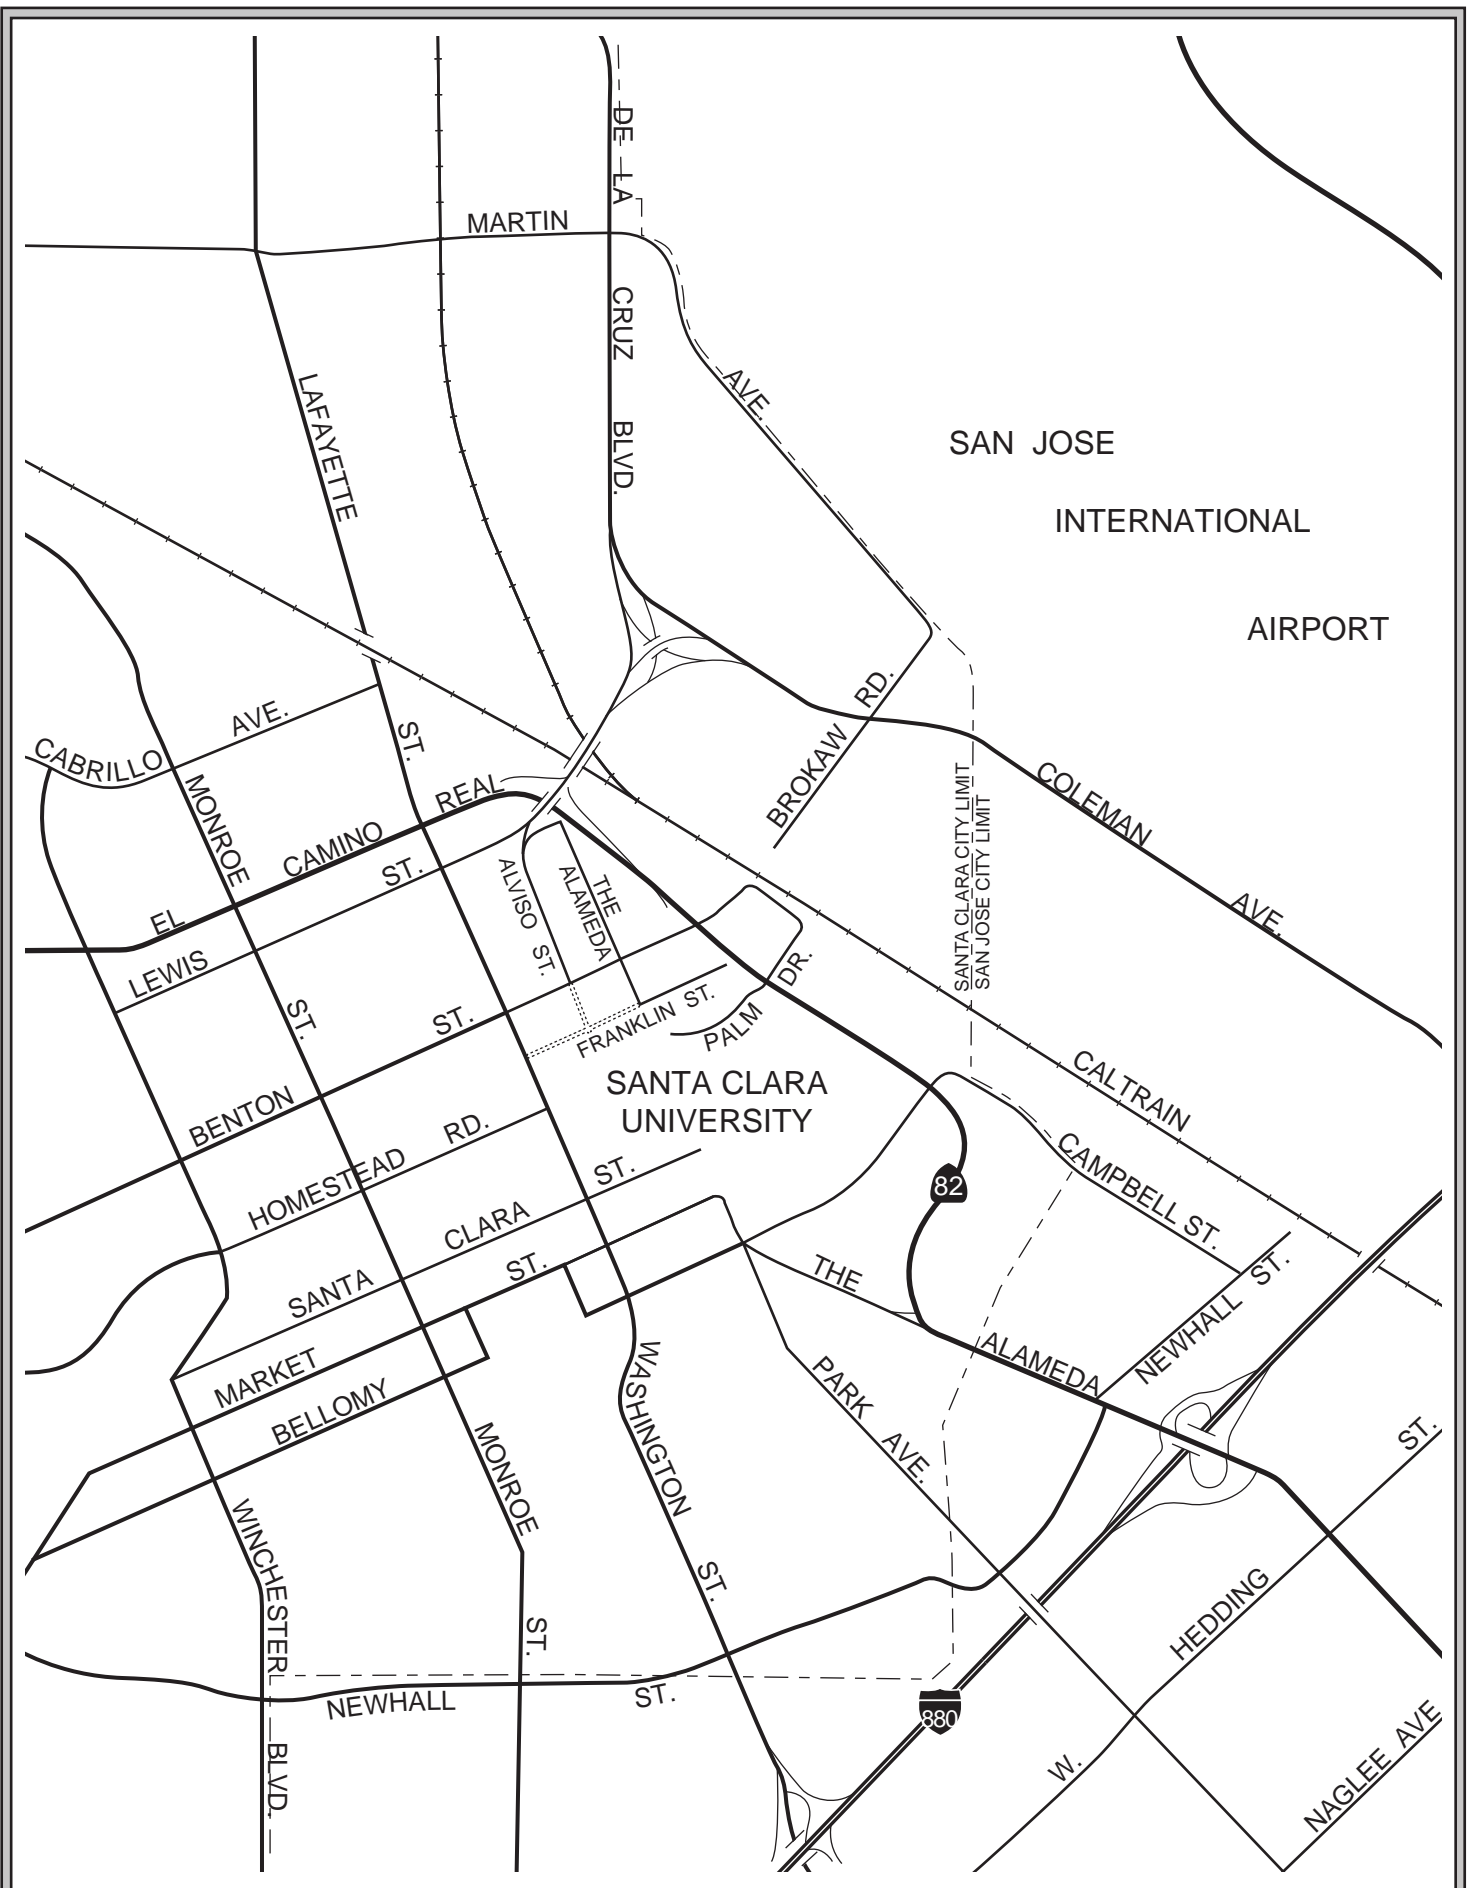 DE LA
MARTIN
CRUZ
AVE.
LAFAYETTE
BLVD.
SAN JOSE
INTERNATIONAL
AIRPORT
RD.
AVE.
ST.
CABRILLO
BROKAW
COLEMAN
MONROE
REAL
SANTA CLARA CITY LIMIT
SAN JOSE CITY LIMIT
CAMINO
ST.
ALVISO ST.
THE
ALAMEDA
EL
AVE.
LEWIS
DR.
ST.
ST.
FRANKLIN ST.
PALM
SANTA CLARA
UNIVERSITY
CALTRAIN
BENTON
RD.
HOMESTEAD
ST.
CAMPBELL ST.
82
CLARA
SANTA
ST.
THE
NEWHALL ST.
MARKET
WASHINGTON
ALAMEDA
BELLOMY
PARK
AVE.
MONROE
ST.
WINCHESTER
ST.
HEDDING
ST.
NEWHALL
ST.
880
BLVD.
W.
NAGLEE AVE